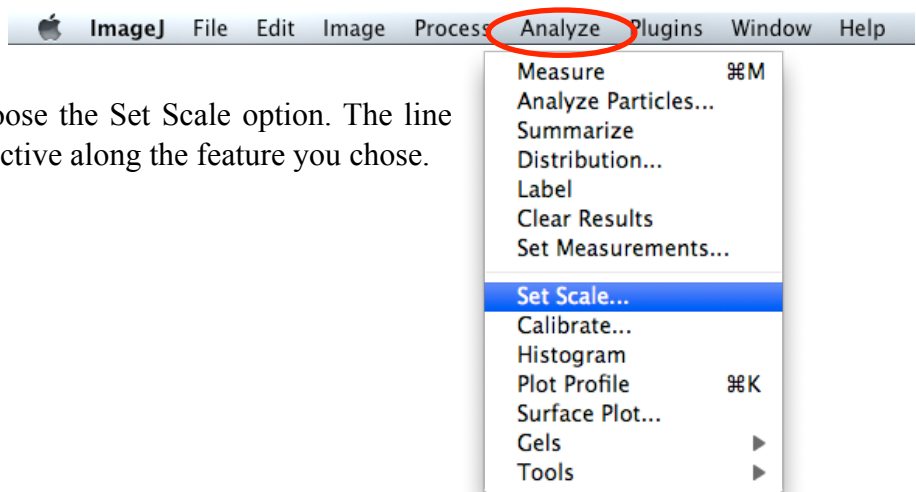 ImageJ File Edit Image Process Analyze Plugins Window Help
oose the Set Scale option. The line
ctive along the feature you chose.
Measure ⌘M
Analyze Particles...
Summarize
Distribution...
Label
Clear Results
Set Measurements...
Set Scale...
Calibrate...
Histogram
Plot Profile ⌘K
Surface Plot...
Gels
Tools